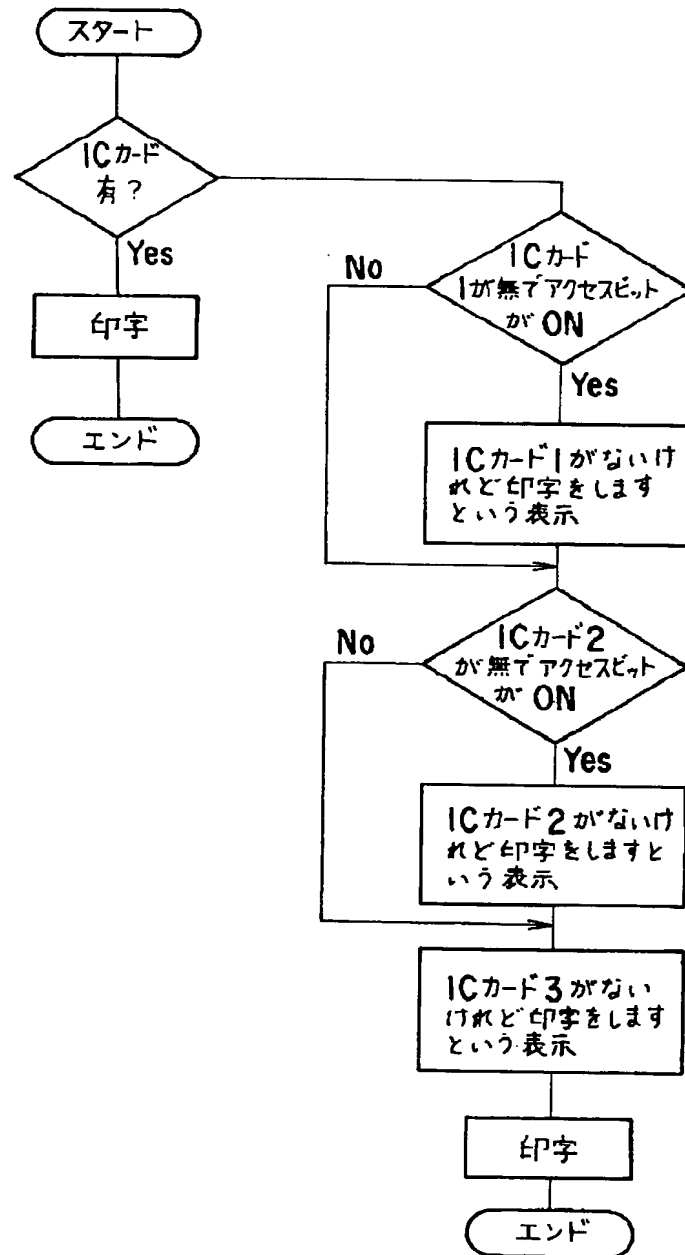 スタート
ICカード
有?
Yes
印字
エンド
ICカード
1が無でアクセスビット
が ON
No
Yes
ICカード1がないけ
れど印字をします
という表示
ICカード2
が無でアクセスビット
が ON
No
Yes
ICカード2がないけ
れど印字をしますと
いう表示
ICカード3がない
けれど印字をします
という表示
印字
エンド